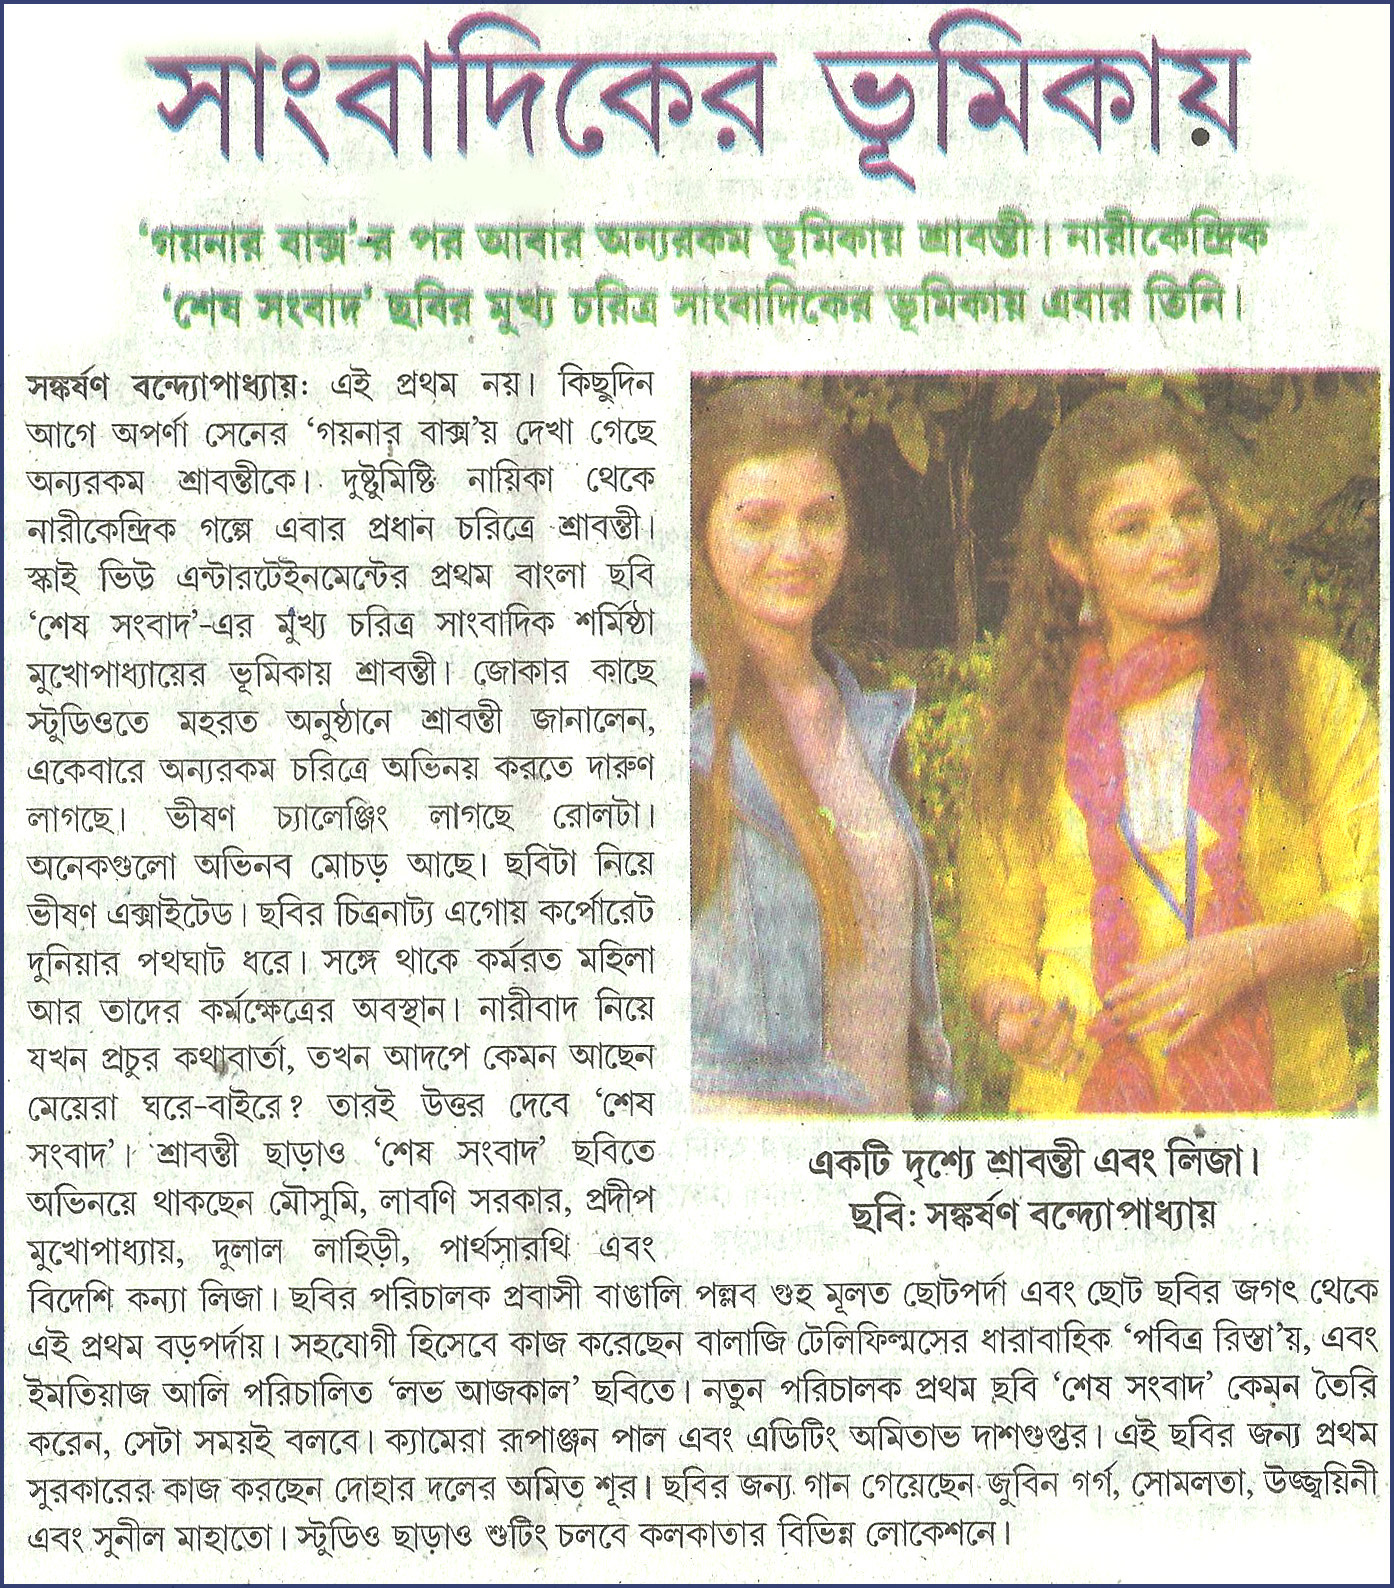 সাংবাদিকের ভূমিকায়
‘গয়নার বাক্স’-র পর আবার অন্যরকম ভূমিকায় শ্রাবন্তী। নারীকেন্দ্রিক
‘শেষ সংবাদ’ ছবির মুখ্য চরিত্র সাংবাদিকের ভূমিকায় এবার তিনি।
সঙ্কর্ষণ বন্দ্যোপাধ্যায়: এই প্রথম নয়। কিছুদিন
আগে অপর্ণা সেনের ‘গয়নার বাক্স’য় দেখা গেছে
অন্যরকম শ্রাবন্তীকে। দুষ্টুমিষ্টি নায়িকা থেকে
নারীকেন্দ্রিক গল্পে এবার প্রধান চরিত্রে শ্রাবন্তী।
স্কাই ভিউ এন্টারটেইনমেন্টের প্রথম বাংলা ছবি
‘শেষ সংবাদ’-এর মুখ্য চরিত্র সাংবাদিক শর্মিষ্ঠা
মুখোপাধ্যায়ের ভূমিকায় শ্রাবন্তী। জোকার কাছে
স্টুডিওতে মহরত অনুষ্ঠানে শ্রাবন্তী জানালেন,
একেবারে অন্যরকম চরিত্রে অভিনয় করতে দারুণ
লাগছে। ভীষণ চ্যালেঞ্জিং লাগছে রোলটা।
অনেকগুলো অভিনব মোচড় আছে। ছবিটা নিয়ে
ভীষণ এক্সাইটেড। ছবির চিত্রনাট্য এগোয় কর্পোরেট
দুনিয়ার পথঘাট ধরে। সঙ্গে থাকে কর্মরত মহিলা
আর তাদের কর্মক্ষেত্রের অবস্থান। নারীবাদ নিয়ে
যখন প্রচুর কথাবার্তা, তখন আদপে কেমন আছেন
মেয়েরা ঘরে-বাইরে? তারই উত্তর দেবে ‘শেষ
সংবাদ’। শ্রাবন্তী ছাড়াও ‘শেষ সংবাদ’ ছবিতে
অভিনয়ে থাকছেন মৌসুমি, লাবণি সরকার, প্রদীপ
মুখোপাধ্যায়, দুলাল লাহিড়ী, পার্থসারথি এবং
বিদেশি কন্যা লিজা। ছবির পরিচালক প্রবাসী বাঙালি পল্লব গুহ মূলত ছোটপর্দা এবং ছোট ছবির জগৎ থেকে
এই প্রথম বড়পর্দায়। সহযোগী হিসেবে কাজ করেছেন বালাজি টেলিফিল্মসের ধারাবাহিক ‘পবিত্র রিস্তা’য়, এবং
ইমতিয়াজ আলি পরিচালিত ‘লভ আজকাল’ ছবিতে। নতুন পরিচালক প্রথম ছবি ‘শেষ সংবাদ’ কেমন তৈরি
করেন, সেটা সময়ই বলবে। ক্যামেরা রূপাঞ্জন পাল এবং এডিটিং অমিতাভ দাশগুপ্তর। এই ছবির জন্য প্রথম
সুরকারের কাজ করছেন দোহার দলের অমিত শূর। ছবির জন্য গান গেয়েছেন জুবিন গর্গ, সোমলতা, উজ্জ্বয়িনী
এবং সুনীল মাহাতো। স্টুডিও ছাড়াও শুটিং চলবে কলকাতার বিভিন্ন লোকেশনে।
একটি দৃশ্যে শ্রাবন্তী এবং লিজা।
ছবি: সঙ্কর্ষণ বন্দ্যোপাধ্যায়